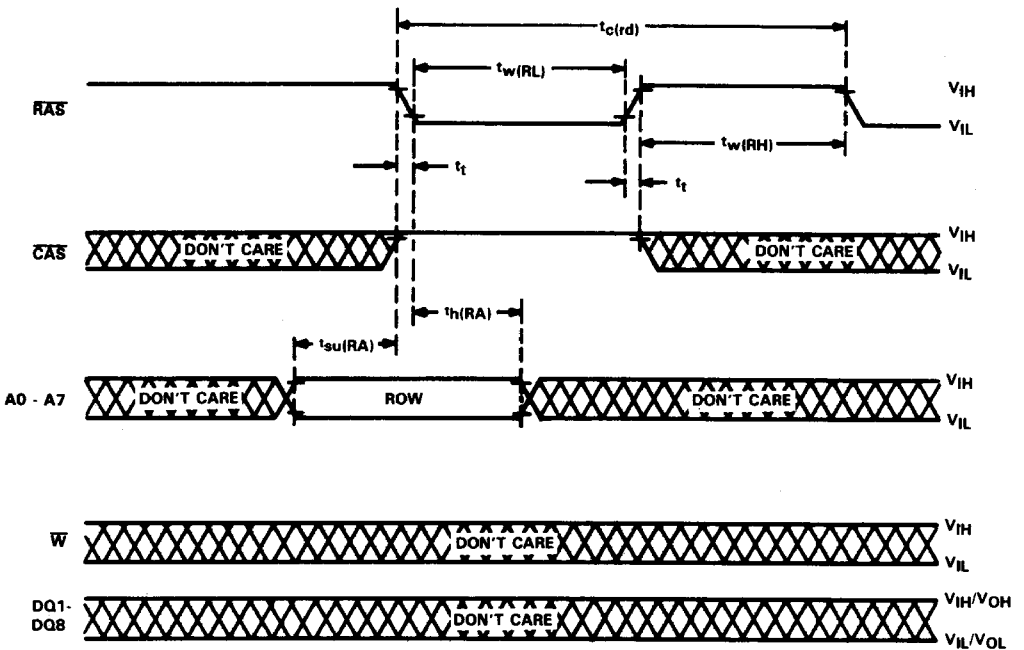 tc(rd)
tw(RL)
RAS
VIH
VIL
tw(RH)
tt
tt
CAS
DON'T CARE
DON'T CARE
VIH
VIL
th(RA)
tsu(RA)
A0 - A7
DON'T CARE
ROW
DON'T CARE
VIH
VIL
W
DON'T CARE
VIH
VIL
DQ1-
DQ8
DON'T CARE
VIH/VOH
VIL/VOL